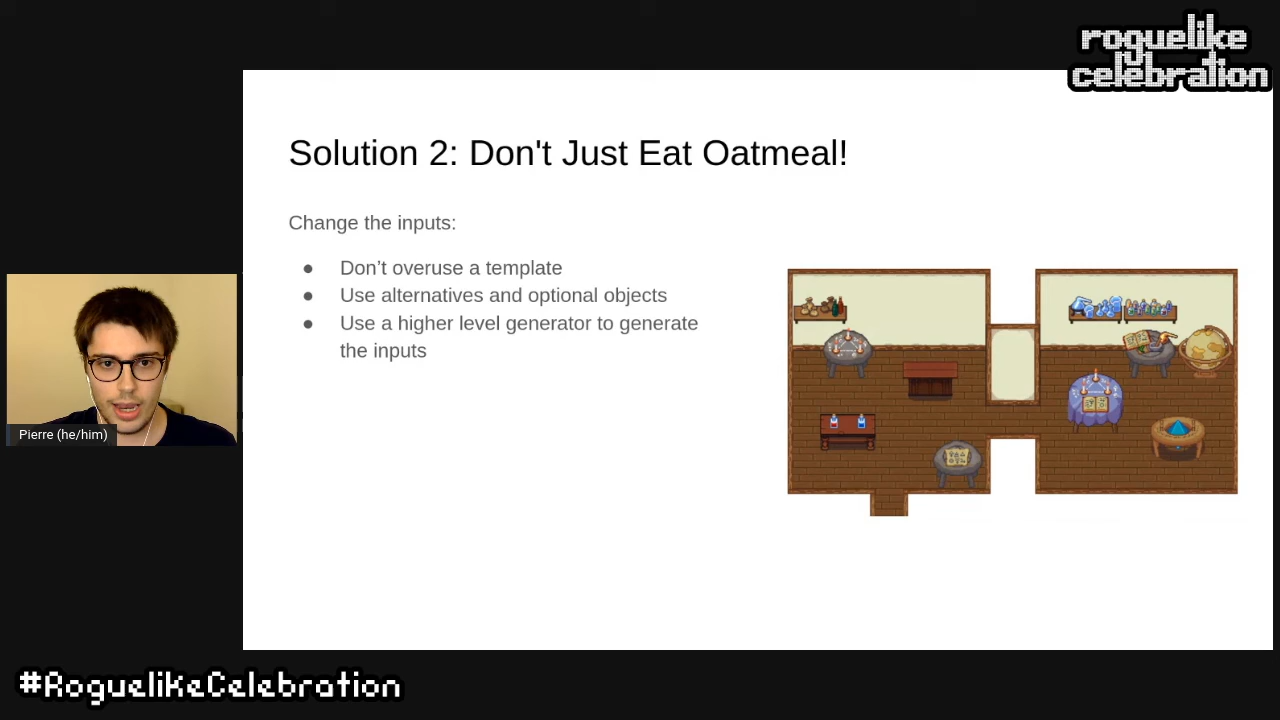 roguelike
celebration
Solution 2: Don't Just Eat Oatmeal!
Change the inputs:
● Don’t overuse a template
● Use alternatives and optional objects
● Use a higher level generator to generate
the inputs
Pierre (he/him)
#RoguelikeCelebration